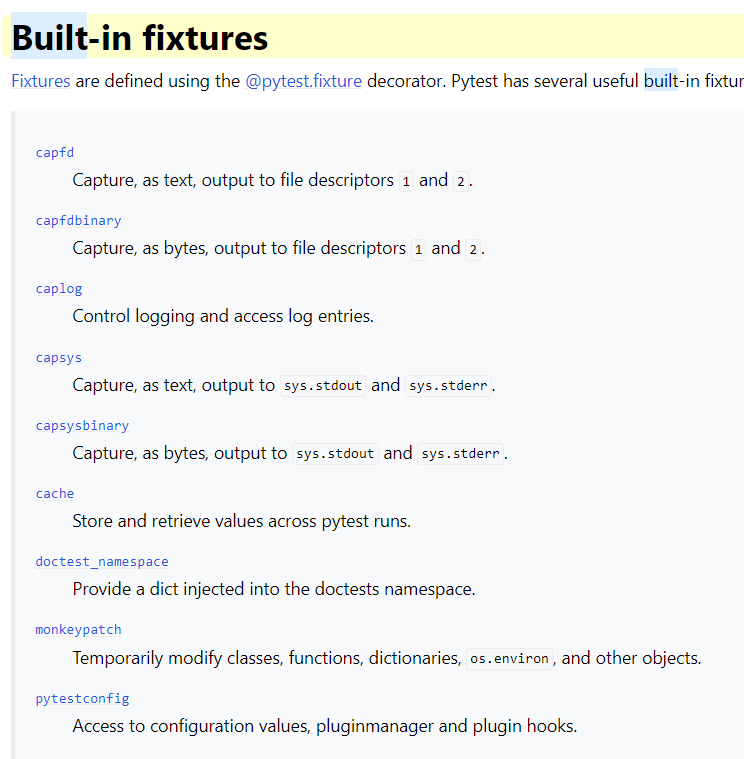 Built-in fixtures
Fixtures are defined using the @pytest.fixture decorator. Pytest has several useful built-in fixtur
capfd
Capture, as text, output to file descriptors 1 and 2.
capfdbinary
Capture, as bytes, output to file descriptors 1 and 2.
caplog
Control logging and access log entries.
capsys
Capture, as text, output to sys.stdout and sys.stderr.
capsysbinary
Capture, as bytes, output to sys.stdout and sys.stderr.
cache
Store and retrieve values across pytest runs.
doctest_namespace
Provide a dict injected into the doctests namespace.
monkeypatch
Temporarily modify classes, functions, dictionaries, os.environ, and other objects.
pytestconfig
Access to configuration values, pluginmanager and plugin hooks.